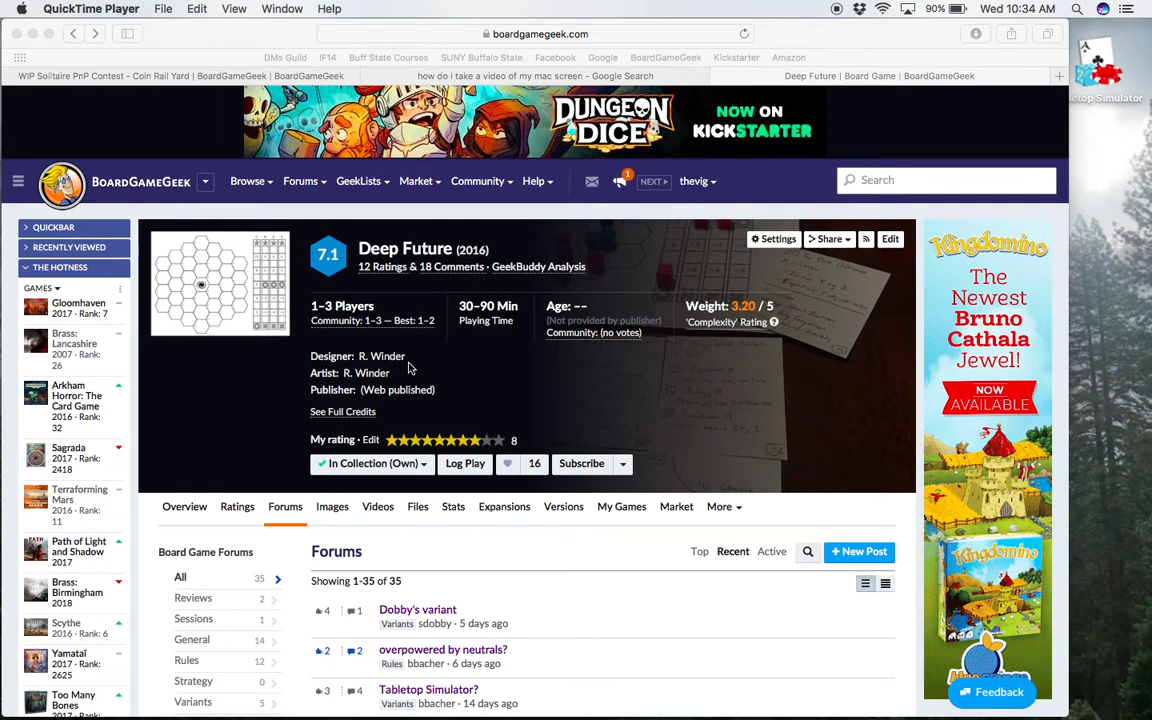 QuickTime Player File Edit View Window Help 90% Wed 10:34 AM
boardgamegeek.com
DMs Guild IF14 Buff State Courses SUNY Buffalo State Facebook Google BoardGameGeek Kickstarter Amazon
WIP Solitaire PnP Contest - Coin Rail Yard | BoardGameGeek | BoardGameGeek how do i take a video of my mac screen - Google Search Deep Future | Board Game | BoardGameGeek
etop Simulator
DUNGEON DICE
NOW ON KICKSTARTER
BOARDGAMEGEEK Browse Forums GeekLists Market Community Help 1 NEXT thevig Search
QUICKBAR
RECENTLY VIEWED
THE HOTNESS
GAMES
Gloomhaven
2017 · Rank: 7
Brass: Lancashire
2007 · Rank: 26
Arkham Horror: The Card Game
2016 · Rank: 32
Sagrada
2017 · Rank: 2418
Terraforming Mars
2016 · Rank: 11
Path of Light and Shadow
2017
Brass: Birmingham
2018
Scythe
2016 · Rank: 6
Yamataï
2017 · Rank: 2625
Too Many Bones
2017 · Rank:
7.1
Deep Future (2016)
12 Ratings & 18 Comments · GeekBuddy Analysis
Settings Share Edit
1–3 Players
Community: 1–3 — Best: 1–2
30–90 Min
Playing Time
Age: --
(Not provided by publisher)
Community: (no votes)
Weight: 3.20 / 5
'Complexity' Rating
Designer: R. Winder
Artist: R. Winder
Publisher: (Web published)
See Full Credits
My rating · Edit 8
In Collection (Own) Log Play 16 Subscribe
Overview Ratings Forums Images Videos Files Stats Expansions Versions My Games Market More
Board Game Forums
All 35
Reviews 2
Sessions 1
General 14
Rules 12
Strategy 0
Variants 5
Forums
Top Recent Active + New Post
Showing 1-35 of 35
4 1 Dobby's variant
Variants sdobby · 5 days ago
2 2 overpowered by neutrals?
Rules bbacher · 6 days ago
3 4 Tabletop Simulator?
Variants bbacher · 14 days ago
Kingdomino
The
Newest
Bruno
Cathala
Jewel!
NOW
AVAILABLE
Kingdomino
Feedback